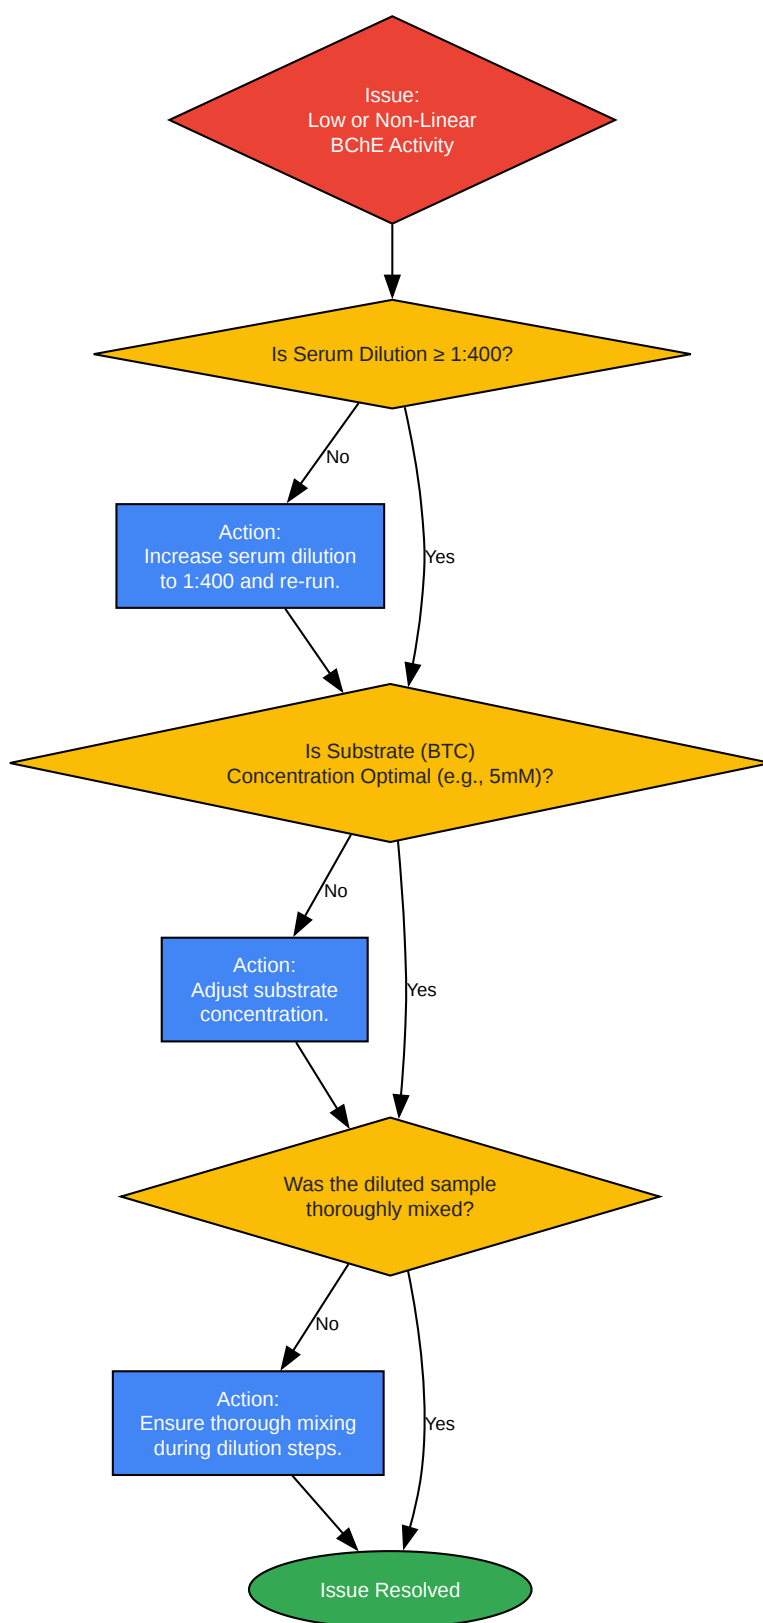 Issue:
Low or Non-Linear
BChE Activity
Is Serum Dilution ≥ 1:400?
No
Action:
Increase serum dilution
to 1:400 and re-run.
Yes
Is Substrate (BTC)
Concentration Optimal (e.g., 5mM)?
No
Action:
Adjust substrate
concentration.
Yes
Was the diluted sample
thoroughly mixed?
No
Action:
Ensure thorough mixing
during dilution steps.
Yes
Issue Resolved